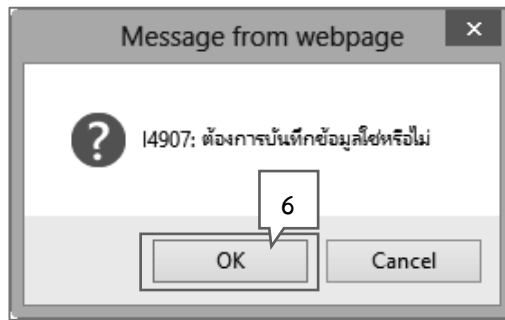 Message from webpage
I4907: ต้องการบันทึกข้อมูลใช่หรือไม่
6
OK
Cancel